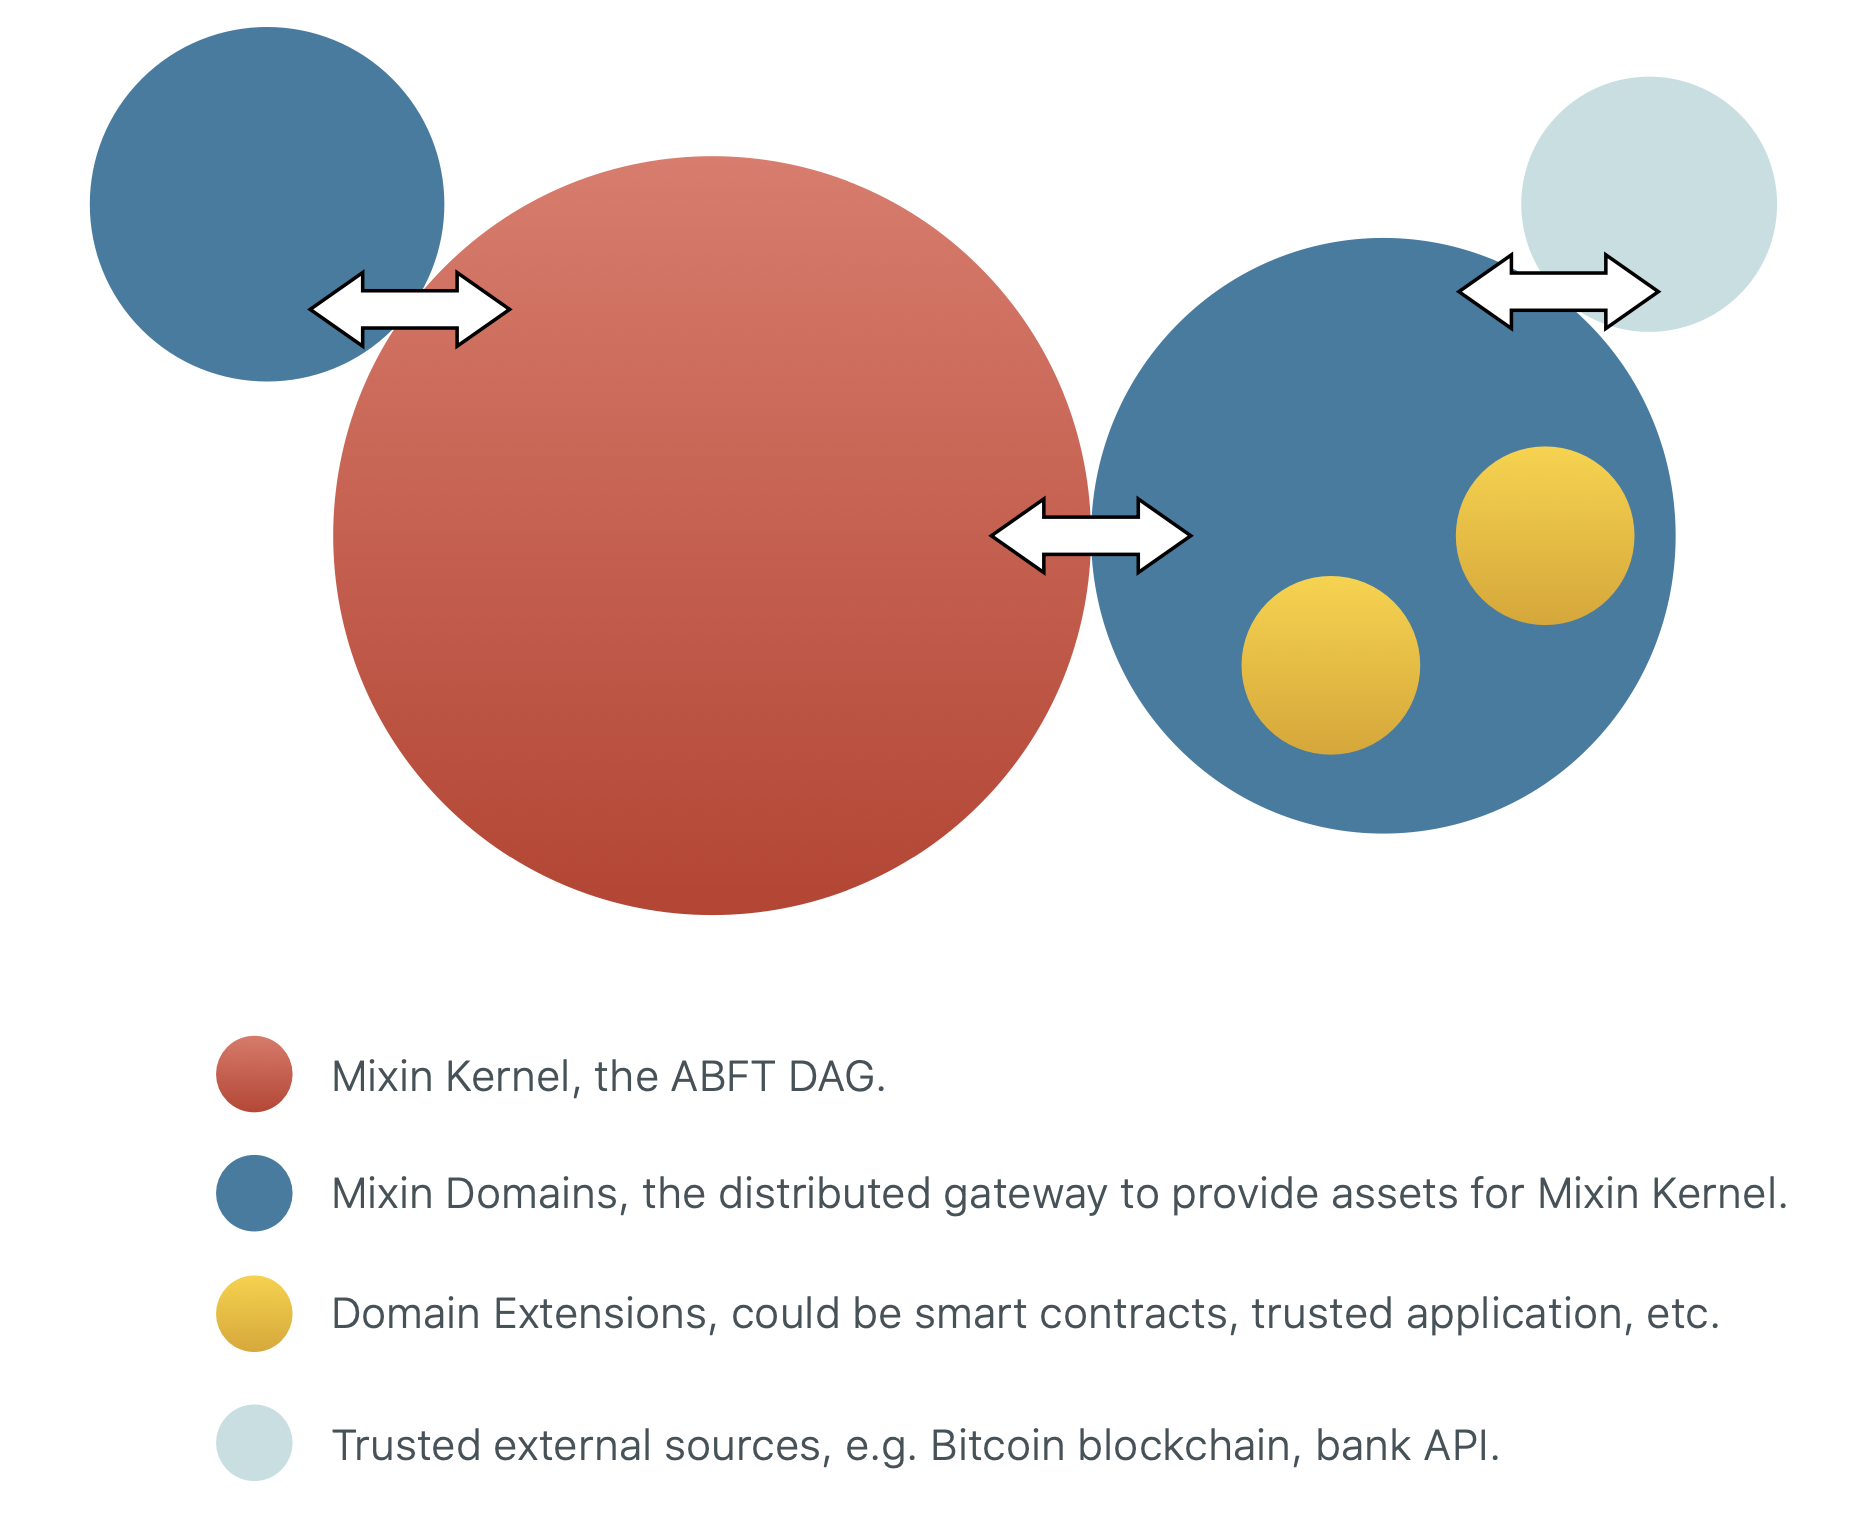 Mixin Kernel, the ABFT DAG.
Mixin Domains, the distributed gateway to provide assets for Mixin Kernel.
Domain Extensions, could be smart contracts, trusted application, etc.
Trusted external sources, e.g. Bitcoin blockchain, bank API.